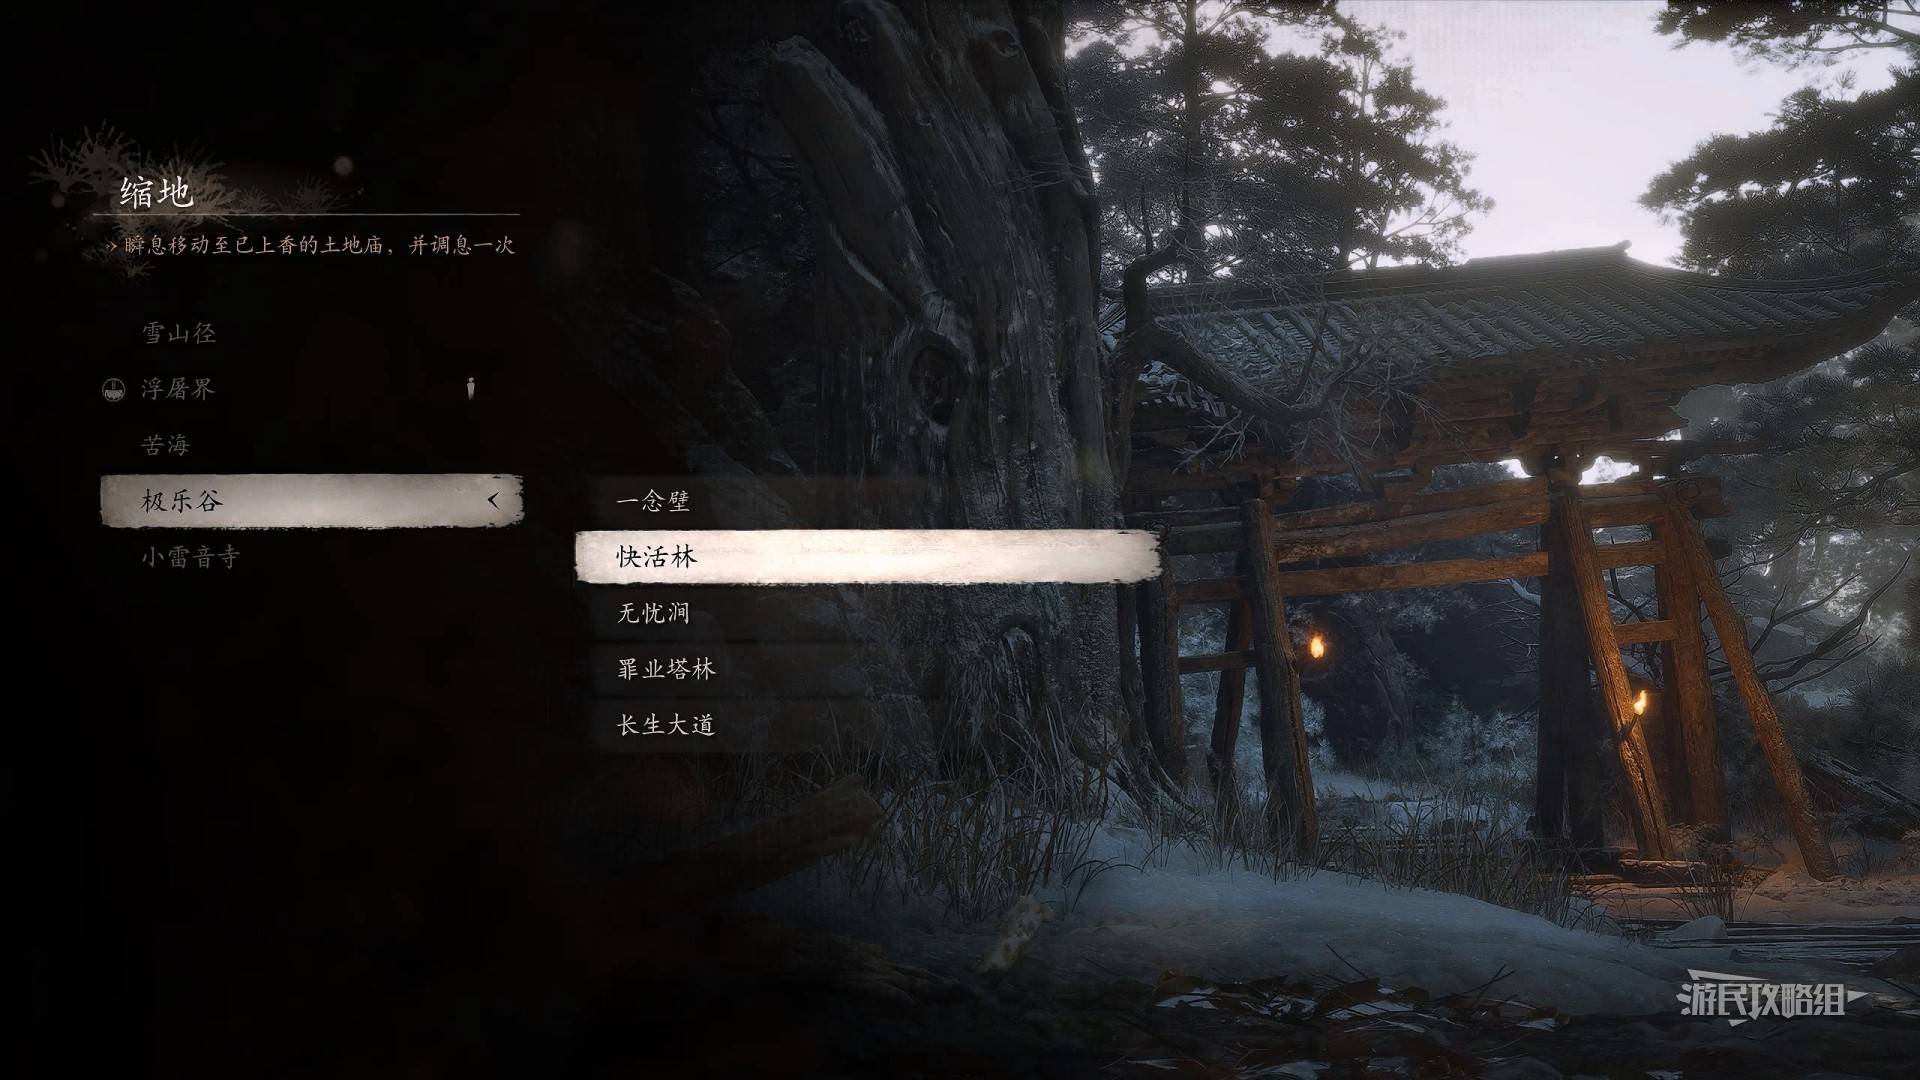 缩地
瞬息移动至已上香的土地庙，并调息一次
雪山径
浮屠界
苦海
极乐谷
小雷音寺
一念壁
快活林
无忧涧
罪业塔林
长生大道
游民攻略组